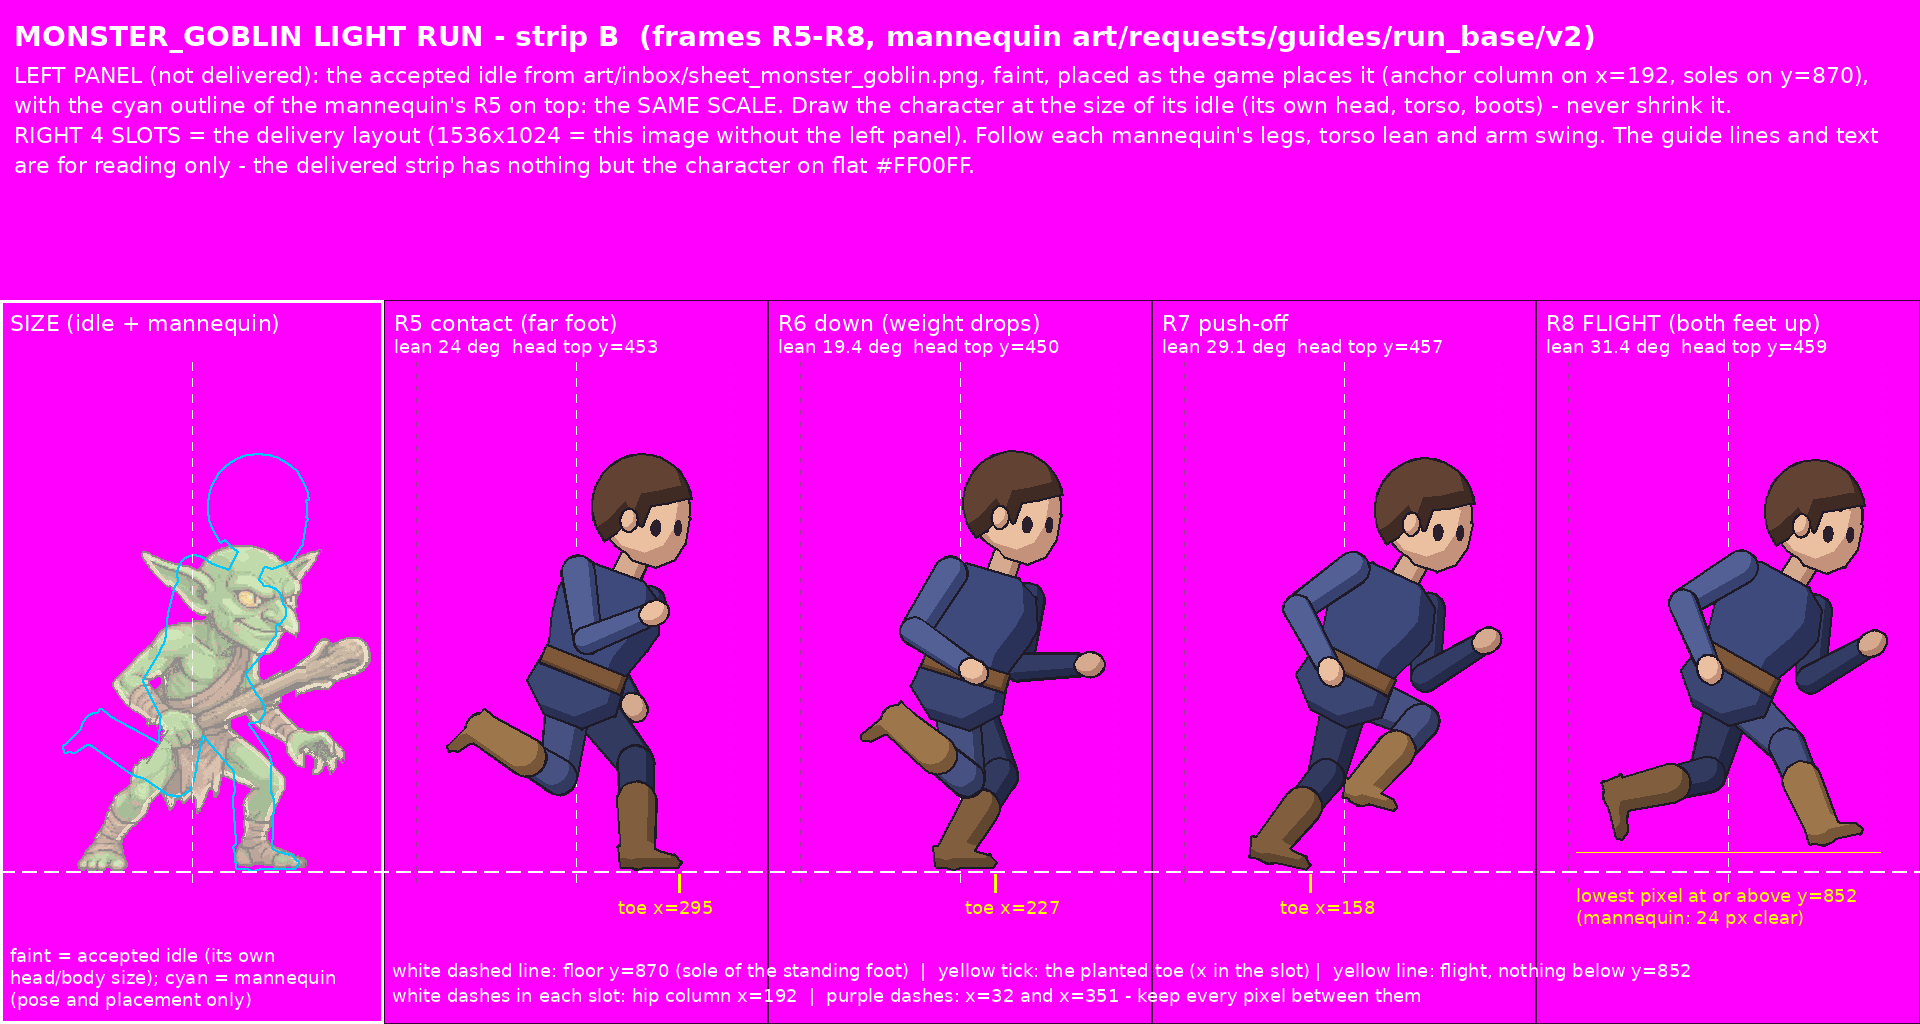 MONSTER_GOBLIN LIGHT RUN - strip B  (frames R5-R8, mannequin art/requests/guides/run_base/v2)
LEFT PANEL (not delivered): the accepted idle from art/inbox/sheet_monster_goblin.png, faint, placed as the game places it (anchor column on x=192, soles on y=870),
with the cyan outline of the mannequin's R5 on top: the SAME SCALE. Draw the character at the size of its idle (its own head, torso, boots) - never shrink it.
RIGHT 4 SLOTS = the delivery layout (1536x1024 = this image without the left panel). Follow each mannequin's legs, torso lean and arm swing. The guide lines and text
are for reading only - the delivered strip has nothing but the character on flat #FF00FF.
SIZE (idle + mannequin)
R5 contact (far foot)
lean 24 deg  head top y=453
R6 down (weight drops)
lean 19.4 deg  head top y=450
R7 push-off
lean 29.1 deg  head top y=457
R8 FLIGHT (both feet up)
lean 31.4 deg  head top y=459
toe x=295
toe x=227
toe x=158
lowest pixel at or above y=852
(mannequin: 24 px clear)
faint = accepted idle (its own
head/body size); cyan = mannequin
(pose and placement only)
white dashed line: floor y=870 (sole of the standing foot)  |  yellow tick: the planted toe (x in the slot) |  yellow line: flight, nothing below y=852
white dashes in each slot: hip column x=192  |  purple dashes: x=32 and x=351 - keep every pixel between them